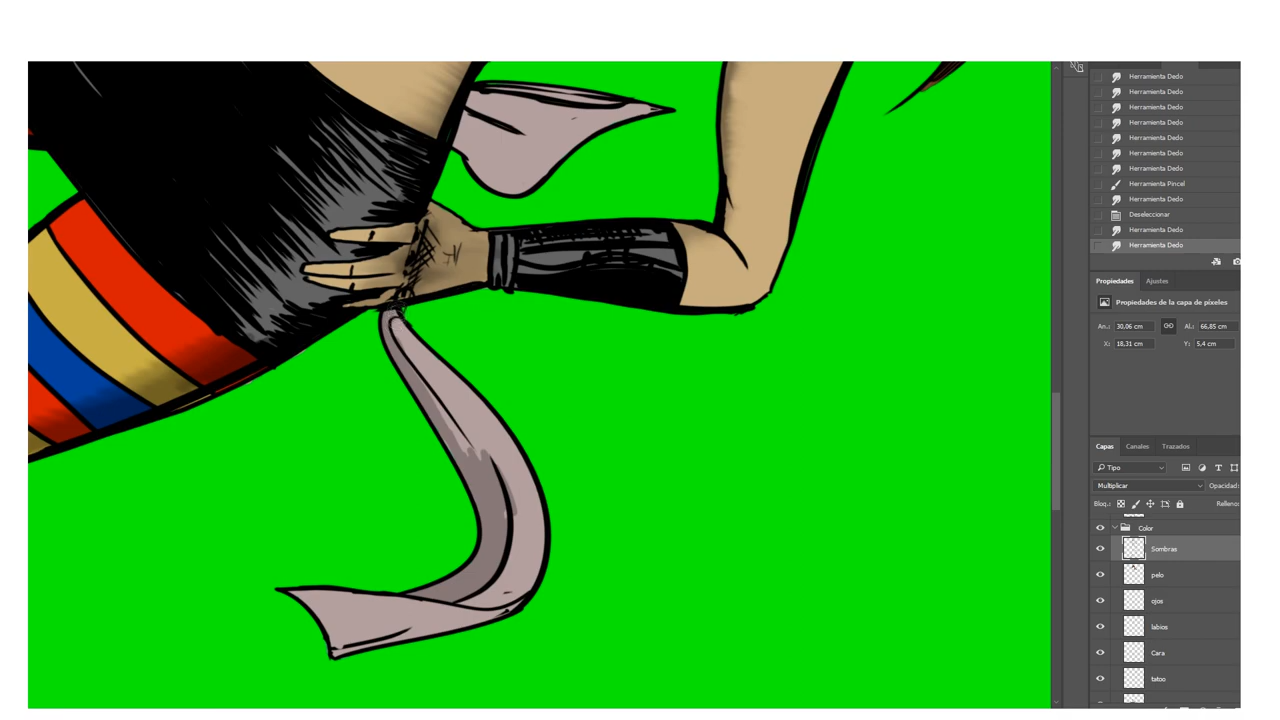 Herramienta Dedo
Herramienta Dedo
Herramienta Dedo
Herramienta Dedo
Herramienta Dedo
Herramienta Dedo
Herramienta Dedo
Herramienta Pincel
Herramienta Dedo
Deseleccionar
Herramienta Dedo
Herramienta Dedo
Propiedades Ajustes
Propiedades de la capa de píxeles
An.: 30,06 cm Al.: 66,85 cm
X: 18,31 cm Y: 5,4 cm
Capas Canales Trazados
Tipo
Multiplicar Opacidad:
Bloq.: Relleno:
Color
Sombras
pelo
ojos
labios
Cara
tatoo